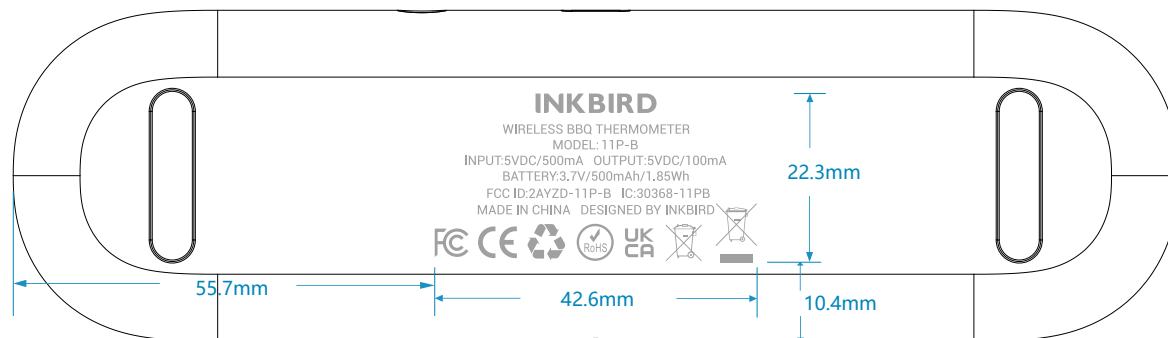 INKBIRD
WIRELESS BBQ THERMOMETER
MODEL: 11P-B
INPUT:5VDC/500mA OUTPUT:5VDC/100mA
BATTERY:3.7V/500mAh/1.85Wh
FCC ID:2AYZD-11P-B IC:30368-11PB
MADE IN CHINA DESIGNED BY INKBIRD
FC CE RoHS UK CA
22.3mm
55.7mm
42.6mm
10.4mm